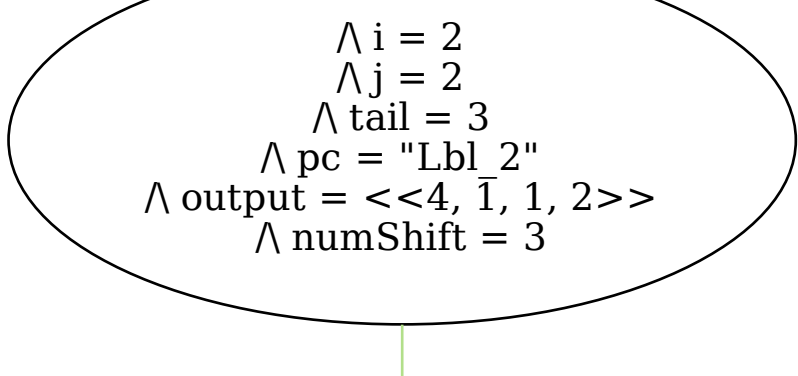 /\ i = 2
/\ j = 2
/\ tail = 3
/\ pc = "Lbl_2"
/\ output = <<4, 1, 1, 2>>
/\ numShift = 3